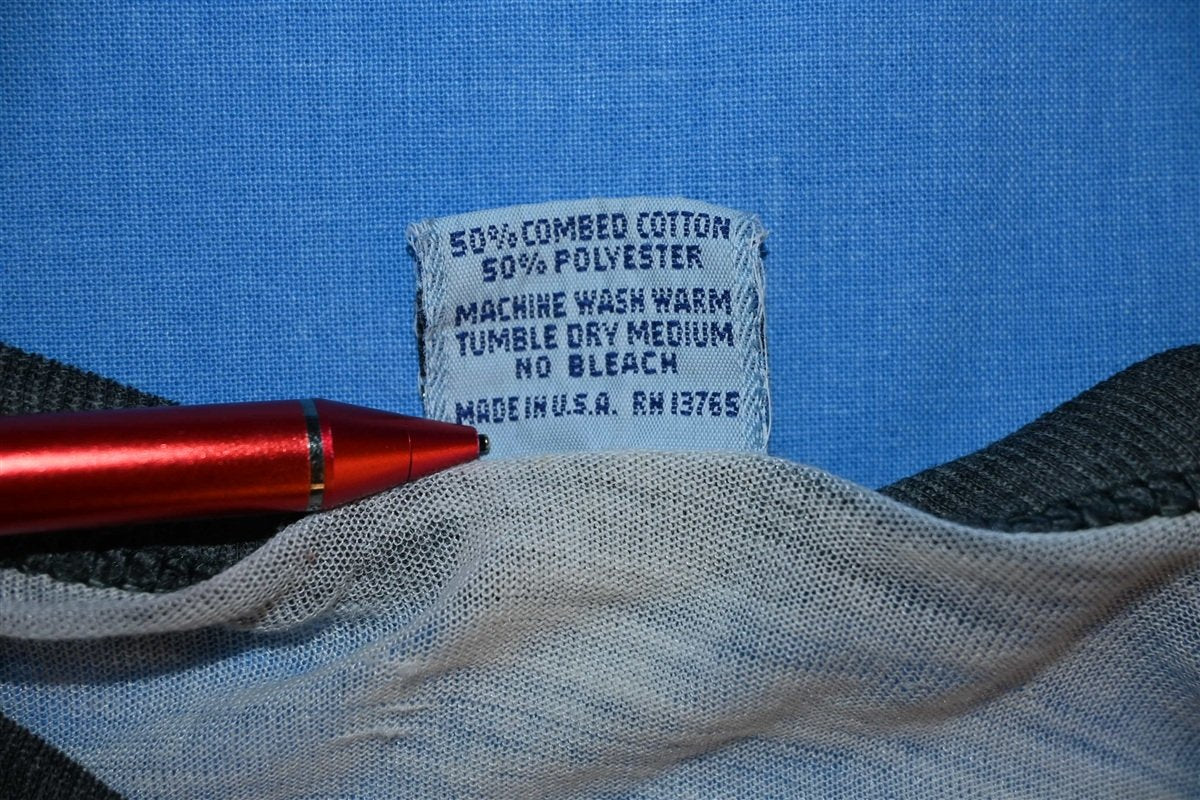 50% COMBED COTTON
50% POLYESTER
MACHINE WASH WARM
TUMBLE DRY MEDIUM
NO BLEACH
MADE IN U.S.A. RN 13765